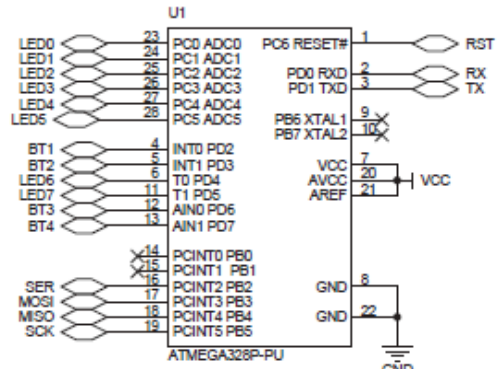 U1
LED0 23 PC0 ADC0 PC6 RESET# 1 RST
LED1 24 PC1 ADC1
LED2 25 PC2 ADC2 PD0 RXD 2 RX
LED3 26 PC3 ADC3 PD1 TXD 3 TX
LED4 27 PC4 ADC4
LED5 28 PC5 ADC5 PB6 XTAL1 9
PB7 XTAL2 10
BT1 4 INT0 PD2
BT2 5 INT1 PD3 VCC 7
LED6 6 T0 PD4 AVCC 20 VCC
LED7 11 T1 PD5 AREF 21
BT3 12 AIN0 PD6
BT4 13 AIN1 PD7
14 PCINT0 PB0
15 PCINT1 PB1
SER 16 PCINT2 PB2 GND 8
MOSI 17 PCINT3 PB3
MISO 18 PCINT4 PB4 GND 22
SCK 19 PCINT5 PB5
ATMEGA328P-PU
GND